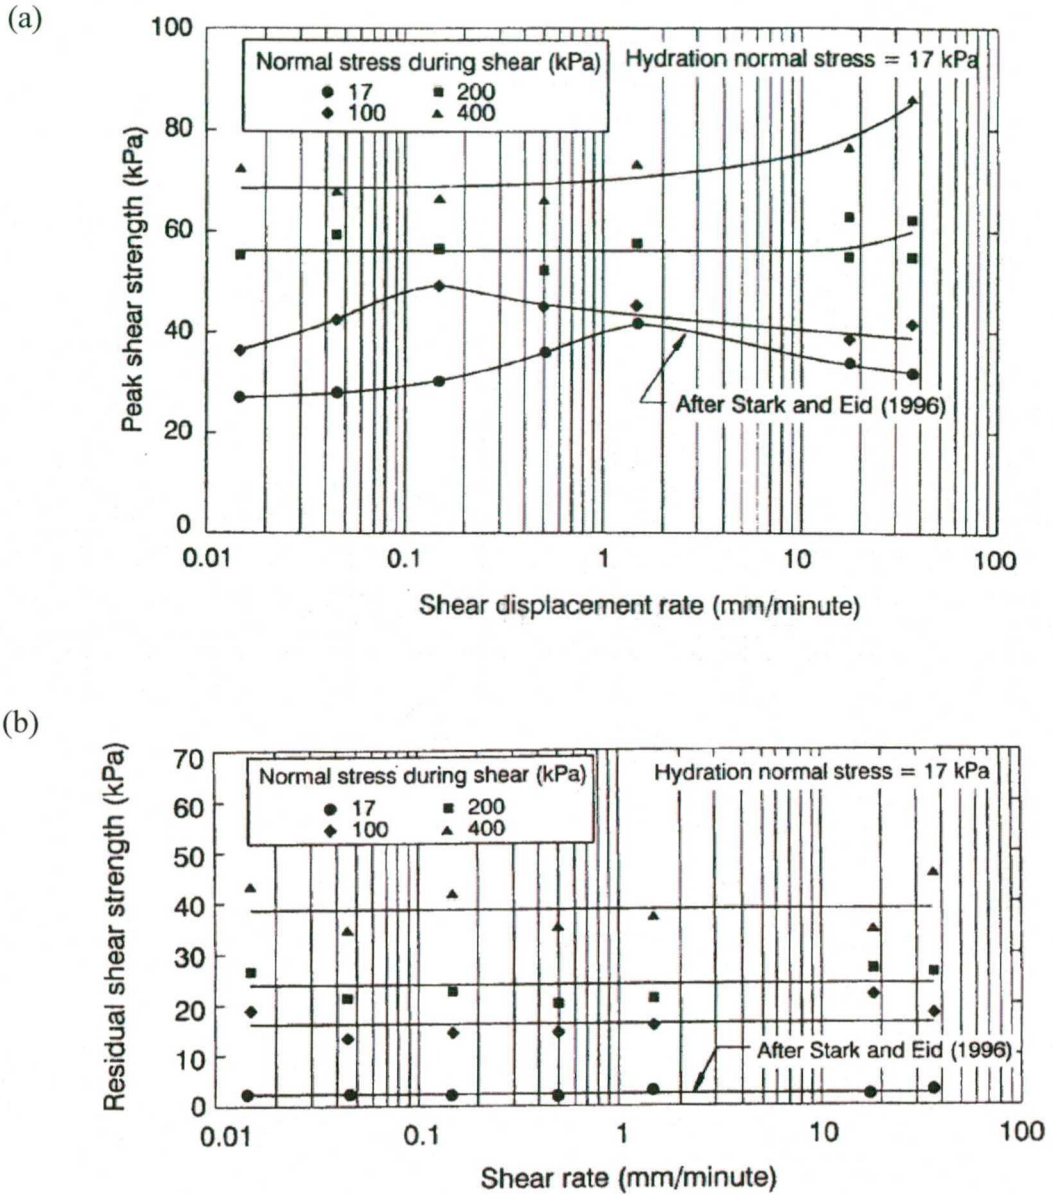 (a)
100
80
60
40
20
0
Peak shear strength (kPa)
Normal stress during shear (kPa)
17 200
100 400
Hydration normal stress = 17 kPa
After Stark and Eid (1996)
0.01 0.1 1 10 100
Shear displacement rate (mm/minute)
(b)
70
60
50
40
30
20
10
0
Residual shear strength (kPa)
Normal stress during shear (kPa)
17 200
100 400
Hydration normal stress = 17 kPa
After Stark and Eid (1996)
0.01 0.1 1 10 100
Shear rate (mm/minute)